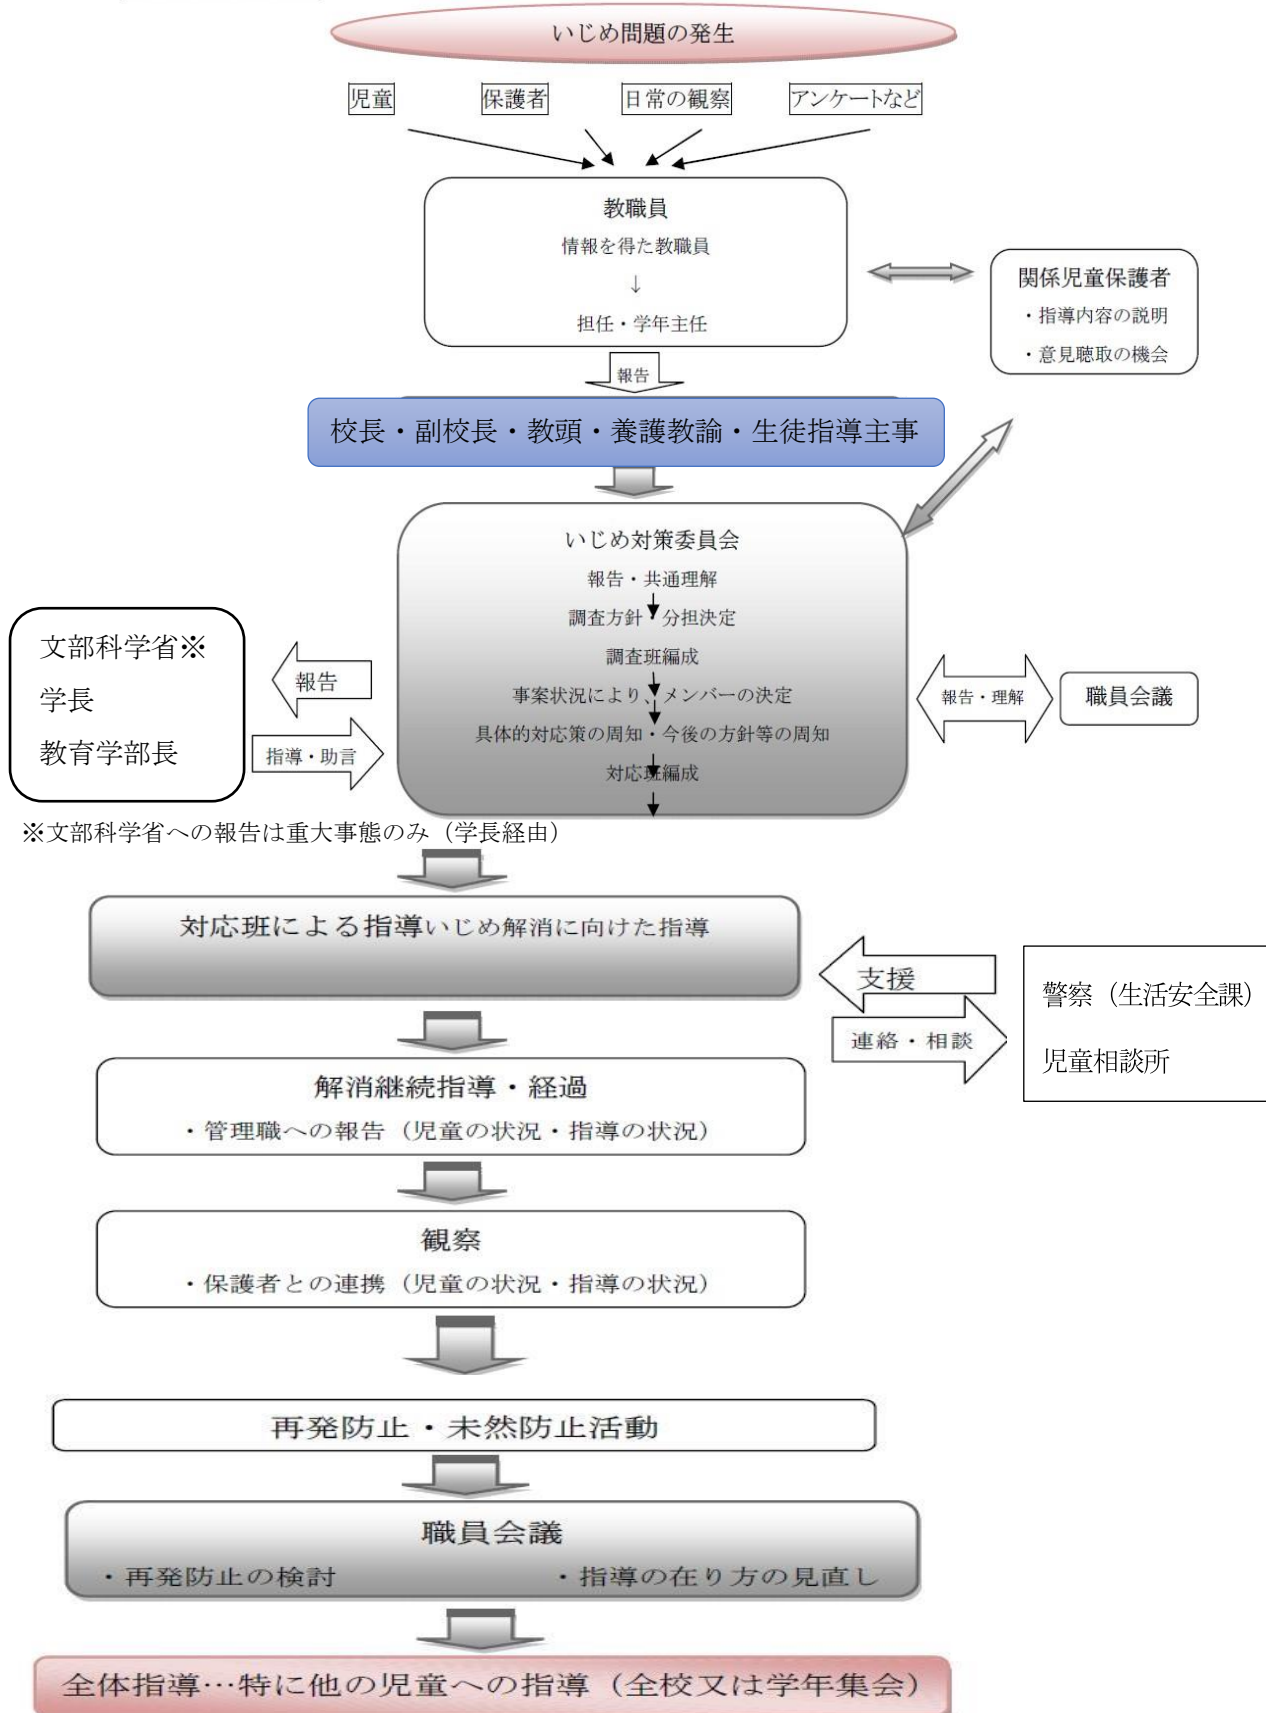 いじめ問題の発生
児童
保護者
日常の観察
アンケートなど
教職員
情報を得た教職員
↓
担任・学年主任
関係児童保護者
・指導内容の説明
・意見聴取の機会
報告
校長・副校長・教頭・養護教諭・生徒指導主事
いじめ対策委員会
報告・共通理解
調査方針・分担決定
調査班編成
事案状況により、メンバーの決定
具体的対応策の周知・今後の方針等の周知
対応班編成
文部科学省※
学長
教育学部長
報告
指導・助言
報告・理解
職員会議
※文部科学省への報告は重大事態のみ（学長経由）
対応班による指導いじめ解消に向けた指導
支援
連絡・相談
警察（生活安全課）
児童相談所
解消継続指導・経過
・管理職への報告（児童の状況・指導の状況）
観察
・保護者との連携（児童の状況・指導の状況）
再発防止・未然防止活動
職員会議
・再発防止の検討　・指導の在り方の見直し
全体指導…特に他の児童への指導（全校又は学年集会）